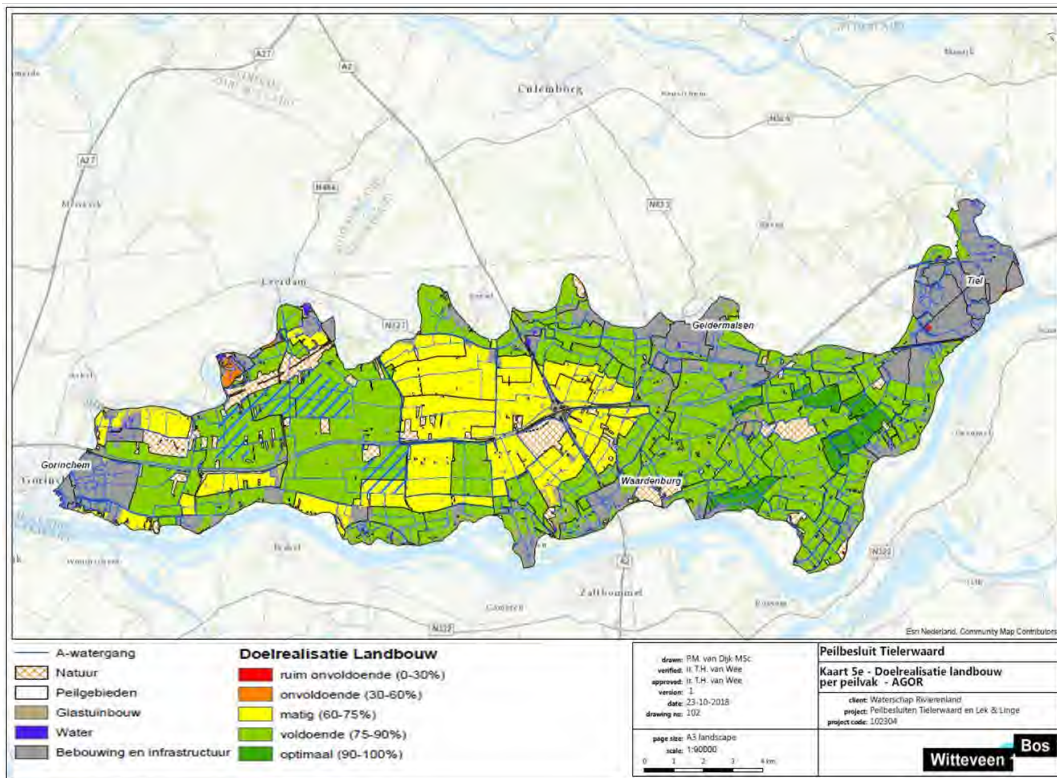 A27
A2
Culemborg
N320
A27
N484
N833
Leerdam
Tiel
Geldermalsen
N327
Gorinchem
Waardenburg
N322
A2
Zaltbommel
N322
Esri Nederland, Community Map Contributors
A-watergang
Natuur
Peilgebieden
Glastuinbouw
Water
Bebouwing en infrastructuur
Doelrealisatie Landbouw
ruim onvoldoende (0-30%)
onvoldoende (30-60%)
matig (60-75%)
voldoende (75-90%)
optimaal (90-100%)
drawn: P.M. van Dijk MSc.
verified: ir. T.H. van Wee
approved: ir. T.H. van Wee
version: 1
date: 23-10-2018
drawing no: 102
page size: A3 landscape
scale: 1:90000
0 1 2 3 4 km
Peilbesluit Tielerwaard
Kaart 5e - Doelrealisatie landbouw
per peilvak - AGOR
client: Waterschap Rivierenland
project: Peilbesluiten Tielerwaard en Lek & Linge
project code: 102304
Witteveen Bos